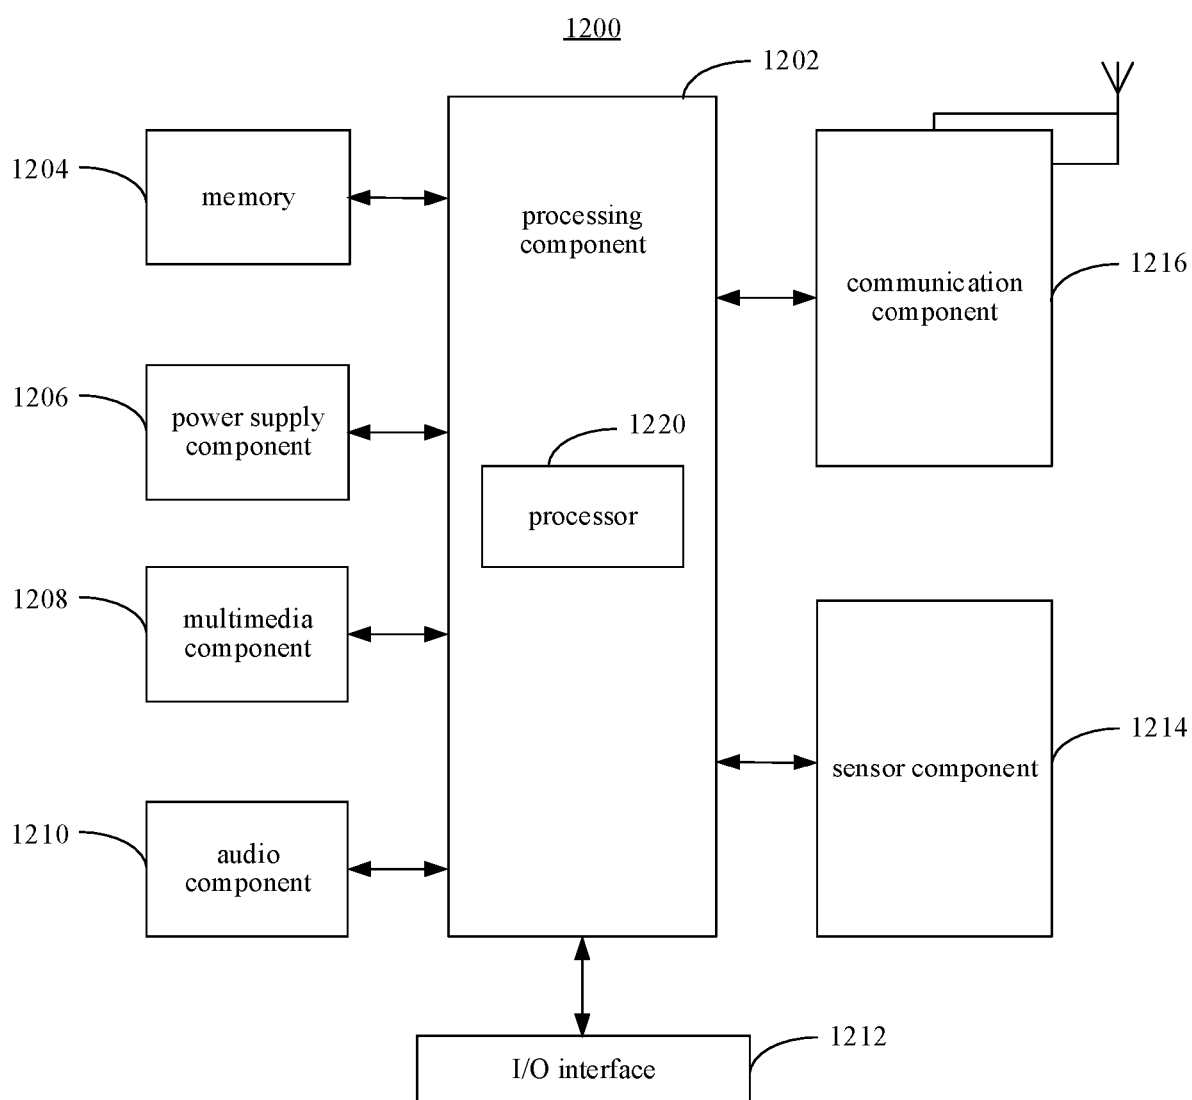 1200
1202
1204
memory
processing
component
communication
component
1216
1206
power supply
component
1220
processor
1208
multimedia
component
1214
sensor component
1210
audio
component
1212
I/O interface